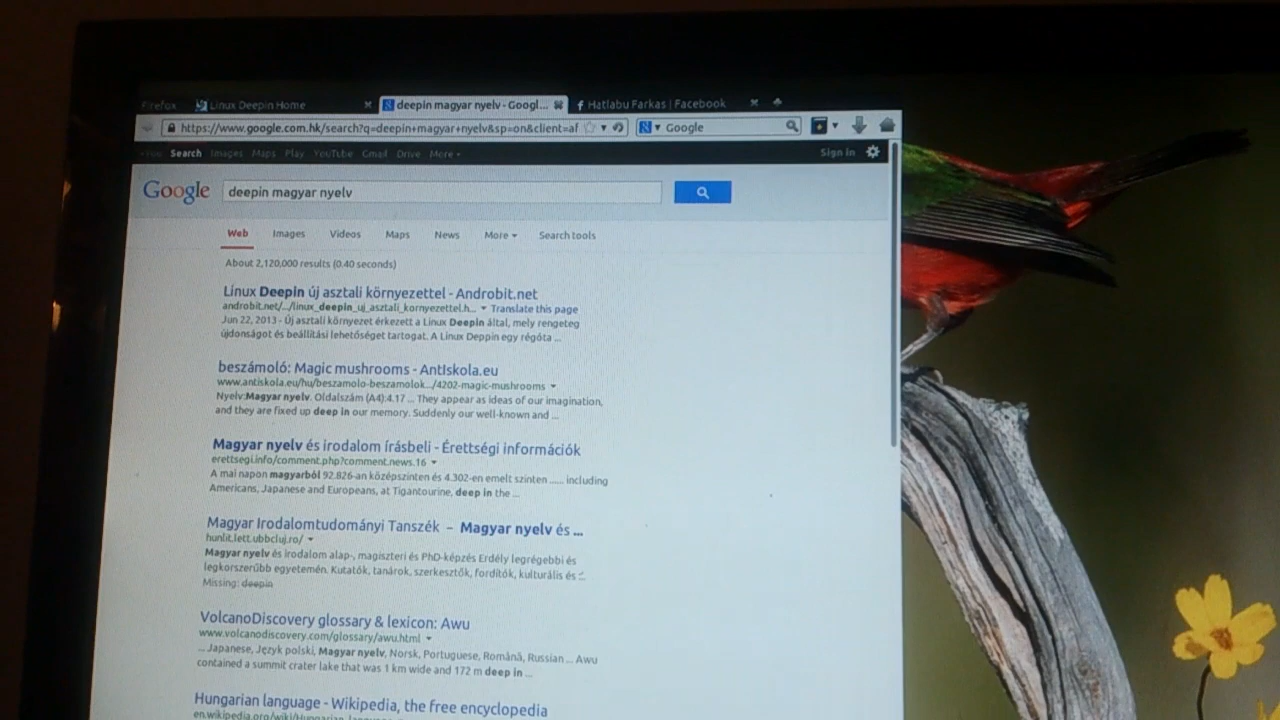 Firefox Linux Deepin Home deepin magyar nyelv - Googl... Hatlabu Farkas | Facebook
https://www.google.com.hk/search?q=deepin+magyar+nyelv&sp=on&client=af Google
Search Images Maps Play YouTube Gmail Drive More Sign in
Google deepin magyar nyelv
Web Images Videos Maps News More Search tools
About 2,120,000 results (0.40 seconds)
Linux Deepin új asztali környezettel - Androbit.net
androbit.net/.../linux_deepin_uj_asztali_kornyezettel.h... Translate this page
Jun 22, 2013 - Új asztali környezet érkezett a Linux Deepin által, mely rengeteg
újdonságot és beállítási lehetőséget tartogat. A Linux Deppin egy régóta ...
beszámoló: Magic mushrooms - AntIskola.eu
www.antiskola.eu/hu/beszamolo-beszamolok.../4202-magic-mushrooms
Nyelv:Magyar nyelv. Oldalszám (A4):4.17 ... They appear as ideas of our imagination,
and they are fixed up deep in our memory. Suddenly our well-known and ...
Magyar nyelv és irodalom írásbeli - Érettségi információk
erettsegi.info/comment.php?comment.news.16
A mai napon magyarból 92.826-an középszinten és 4.302-en emelt szinten ...... including
Americans, Japanese and Europeans, at Tigantourine, deep in the ...
Magyar Irodalomtudományi Tanszék – Magyar nyelv és ...
hunlit.lett.ubbcluj.ro/
Magyar nyelv és irodalom alap-, magiszteri és PhD-képzés Erdély legrégebbi és
legkorszerűbb egyetemén. Kutatók, tanárok, szerkesztők, fordítók, kulturális és ...
Missing: deepin
VolcanoDiscovery glossary & lexicon: Awu
www.volcanodiscovery.com/glossary/awu.html
... Japanese, Język polski, Magyar nyelv, Norsk, Portuguese, Română, Russian ... Awu
contained a summit crater lake that was 1 km wide and 172 m deep in ...
Hungarian language - Wikipedia, the free encyclopedia
en.wikipedia.org/wiki/Hungarian_language